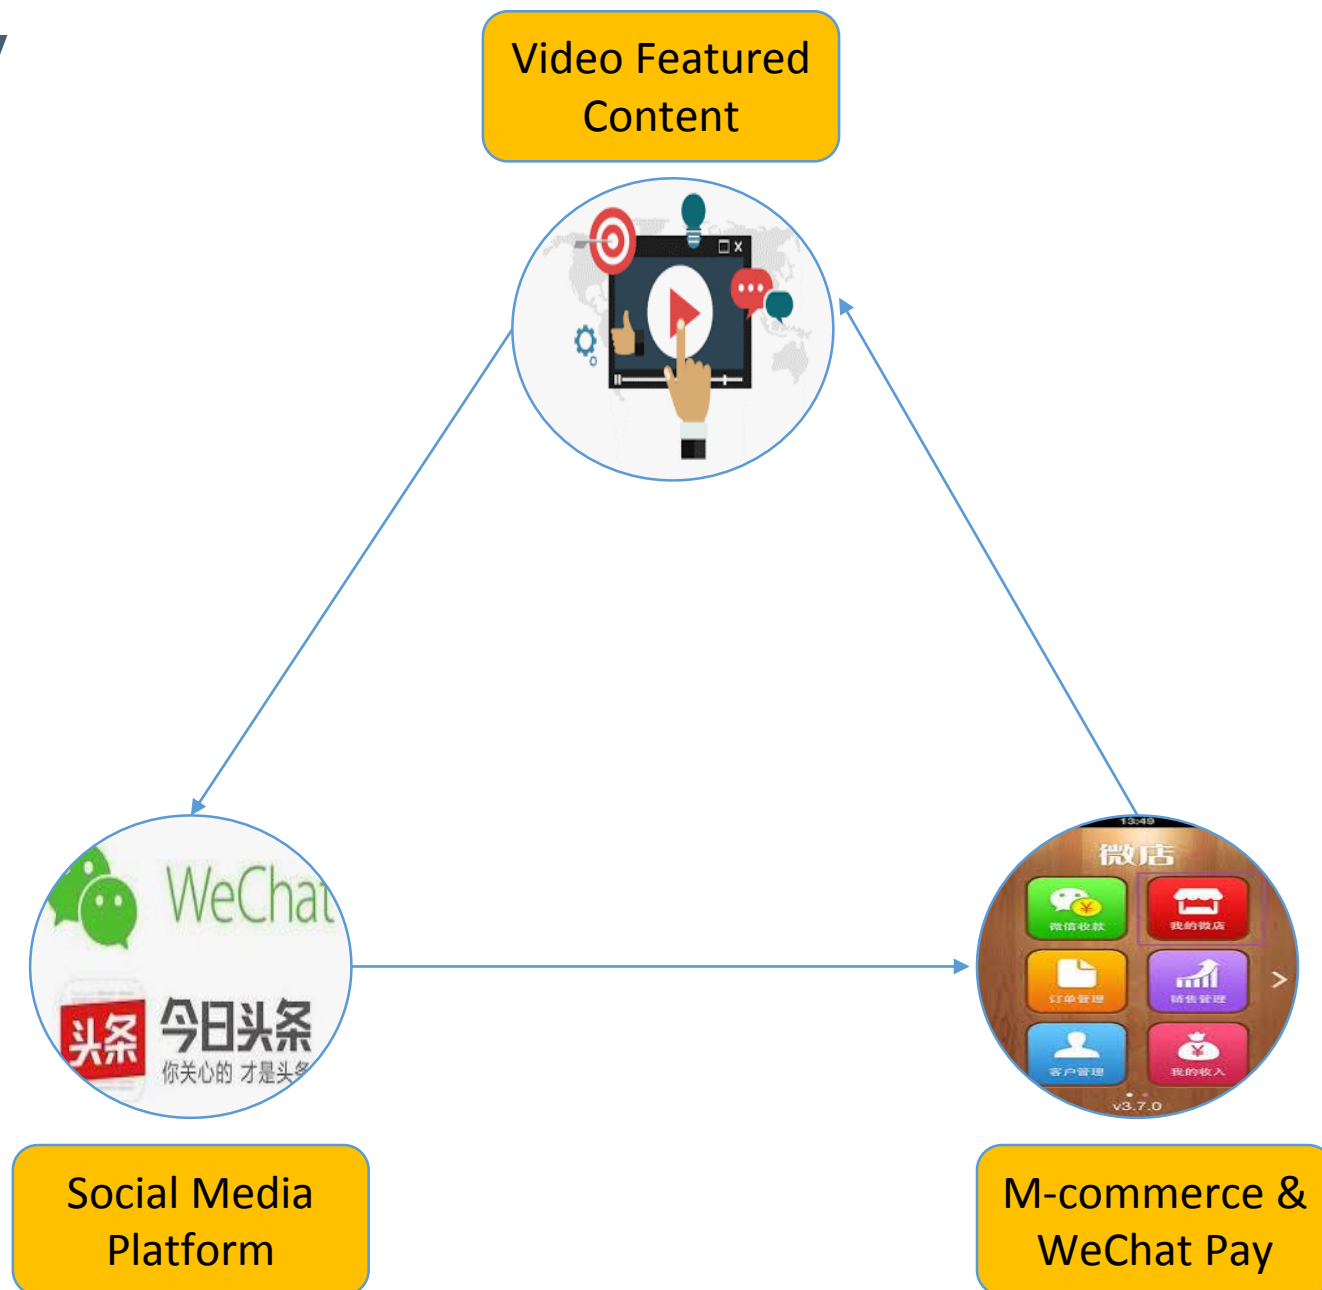 Video Featured
Content
X
WeChat
头条
今日头条
你关心的 才是头条
13:49
微店
微信收款
我的微店
订单管理
销售管理
>
客户管理
我的收入
v3.7.0
Social Media
Platform
M-commerce &
WeChat Pay